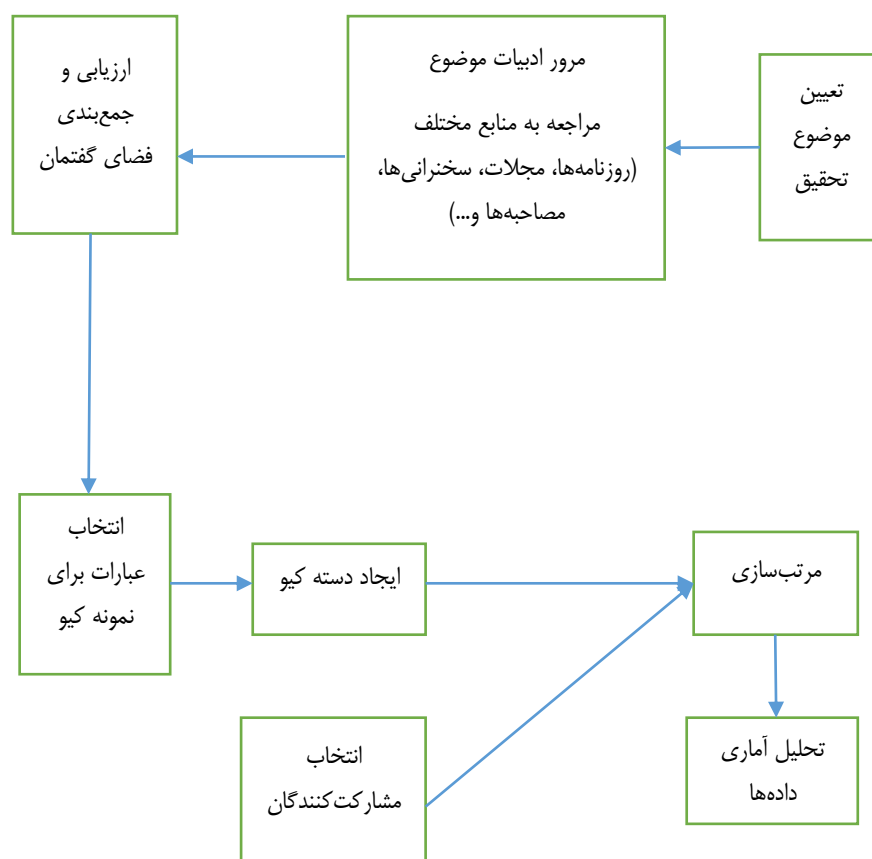 تعیین
موضوع
تحقیق
مرور ادبیات موضوع
مراجعه به منابع مختلف
(روزنامه‌ها، مجلات، سخنرانی‌ها،
مصاحبه‌ها و...)
ارزیابی و
جمع‌بندی
فضای گفتمان
انتخاب
عبارات برای
نمونه کیو
ایجاد دسته کیو
مرتب‌سازی
انتخاب
مشارکت‌کنندگان
تحلیل آماری
داده‌ها